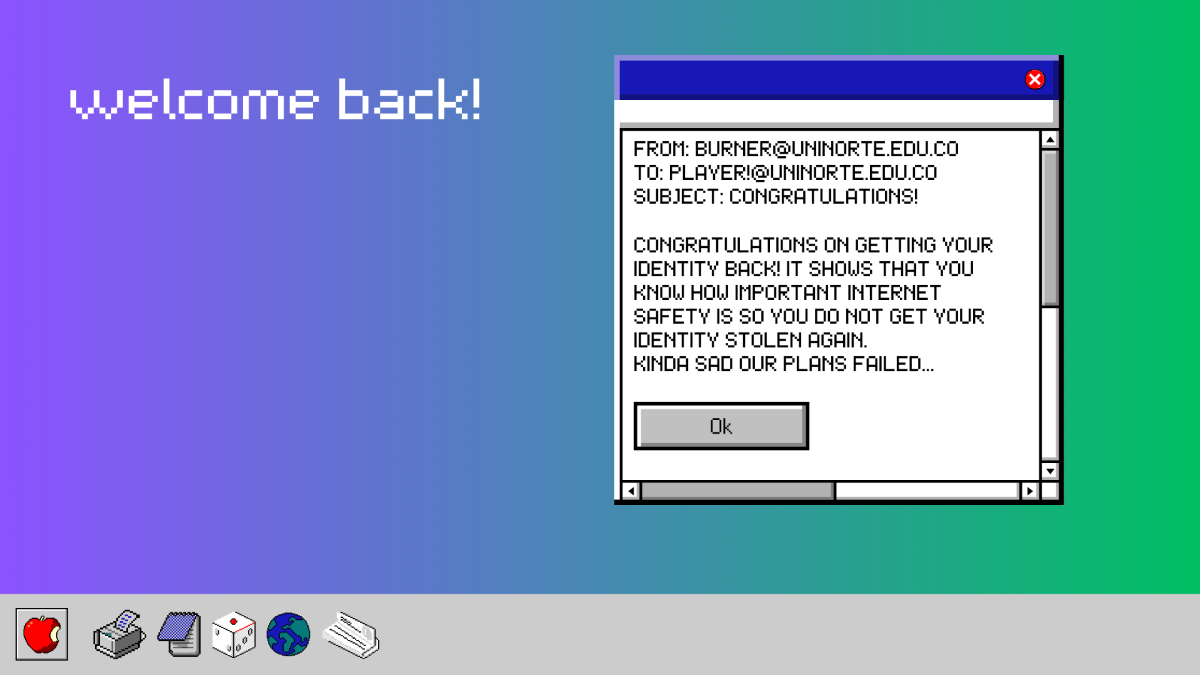 welcome back!
FROM: BURNER@UNINORTE.EDU.CO
TO: PLAYER!@UNINORTE.EDU.CO
SUBJECT: CONGRATULATIONS!
CONGRATULATIONS ON GETTING YOUR
IDENTITY BACK! IT SHOWS THAT YOU
KNOW HOW IMPORTANT INTERNET
SAFETY IS SO YOU DO NOT GET YOUR
IDENTITY STOLEN AGAIN.
KINDA SAD OUR PLANS FAILED...
Ok